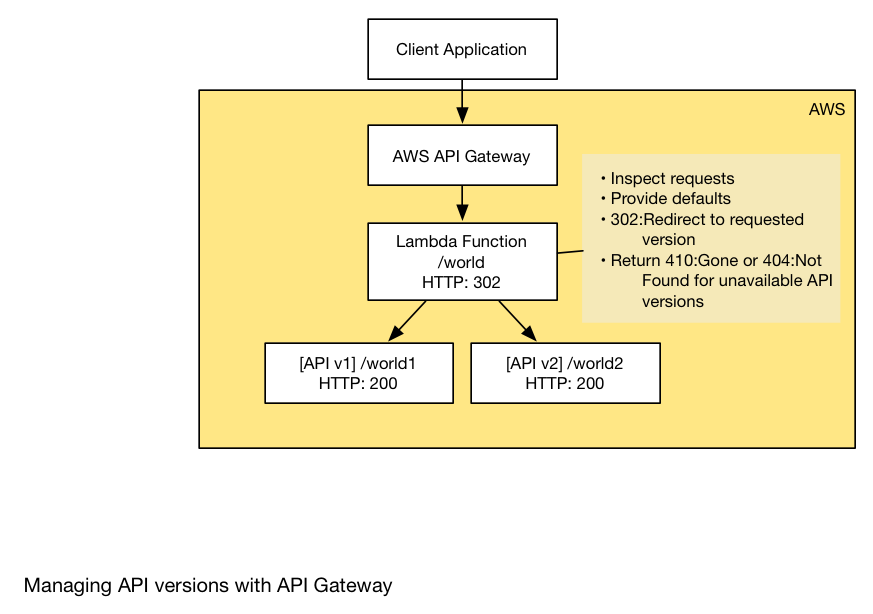 Client Application
AWS
AWS API Gateway
• Inspect requests
• Provide defaults
• 302:Redirect to requested
version
• Return 410:Gone or 404:Not
Found for unavailable API
versions
Lambda Function
/world
HTTP: 302
[API v1] /world1
HTTP: 200
[API v2] /world2
HTTP: 200
Managing API versions with API Gateway